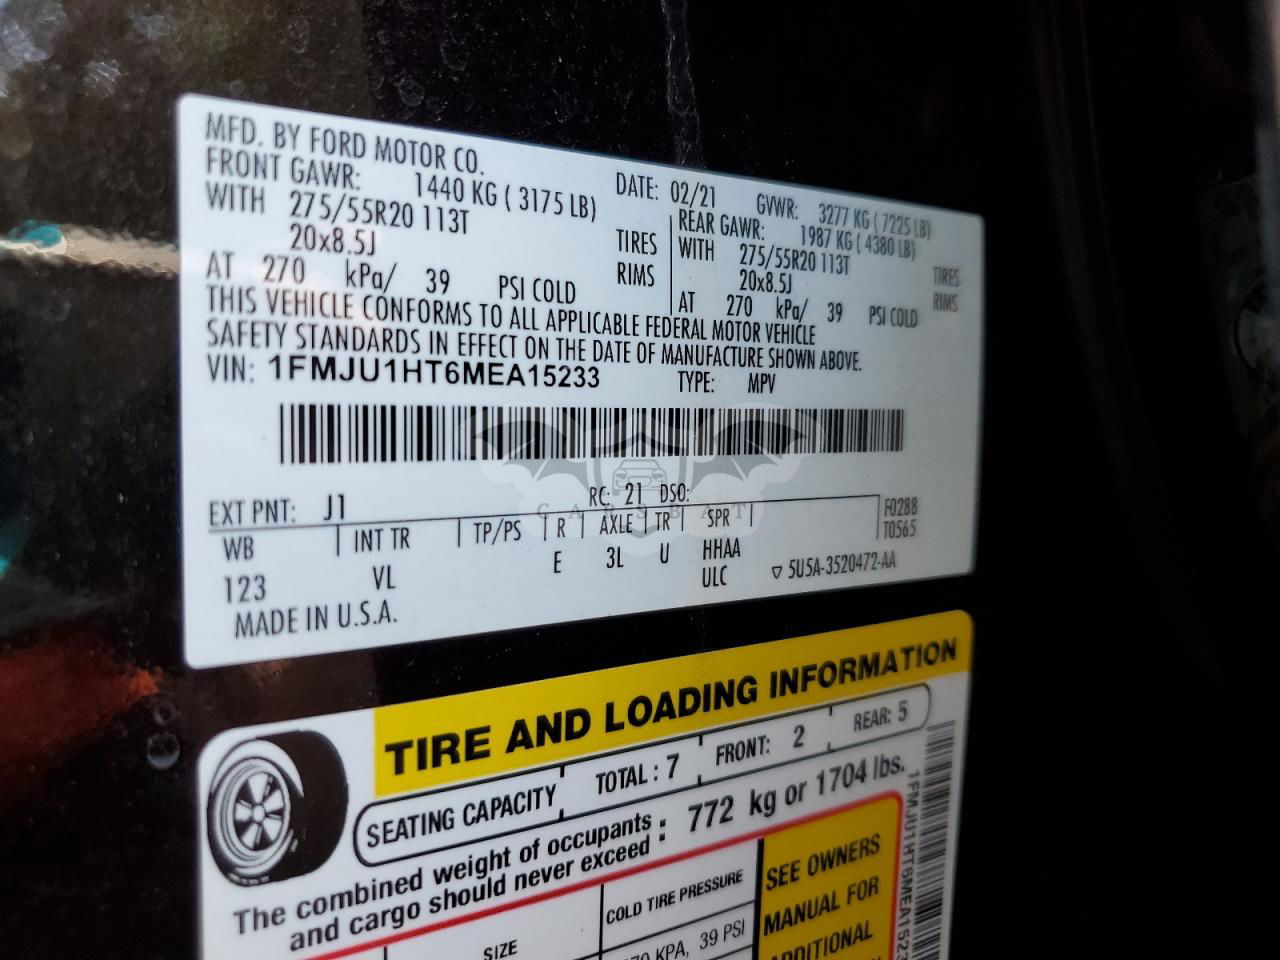 MFD. BY FORD MOTOR CO.
DATE: 02/21 GVWR: 3277 KG ( 7225 LB)
FRONT GAWR: 1440 KG ( 3175 LB)
WITH 275/55R20 113T TIRES
20x8.5J RIMS
AT 270 kPa/ 39 PSI COLD
REAR GAWR: 1987 KG ( 4380 LB)
WITH 275/55R20 113T TIRES
20x8.5J RIMS
AT 270 kPa/ 39 PSI COLD
THIS VEHICLE CONFORMS TO ALL APPLICABLE FEDERAL MOTOR VEHICLE
SAFETY STANDARDS IN EFFECT ON THE DATE OF MANUFACTURE SHOWN ABOVE.
VIN: 1FMJU1HT6MEA15233 TYPE: MPV
CARSBAT
EXT PNT: J1 RC: 21 DSO:
WB INT TR TP/PS R AXLE TR SPR F0288
T0565
123 VL E 3L U HHAA
ULC ▽ 5U5A-3520472-AA
MADE IN U.S.A.
TIRE AND LOADING INFORMATION
SEATING CAPACITY TOTAL : 7 FRONT: 2 REAR: 5
The combined weight of occupants
and cargo should never exceed : 772 kg or 1704 lbs.
SIZE COLD TIRE PRESSURE
KPA, 39 PSI
SEE OWNERS
MANUAL FOR
ADDITIONAL
1FMJU1HT6MEA1523